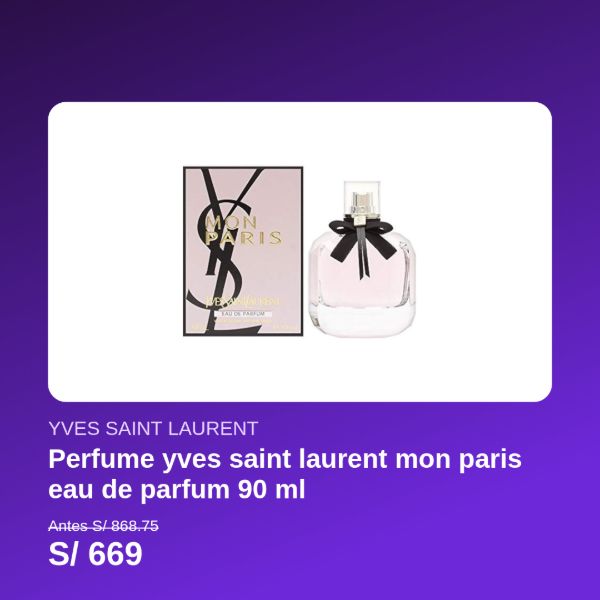 MON
PARIS
YVES SAINT LAURENT
EAU DE PARFUM
YVES SAINT LAURENT
Perfume yves saint laurent mon paris
eau de parfum 90 ml
Antes S/ 868.75
S/ 669